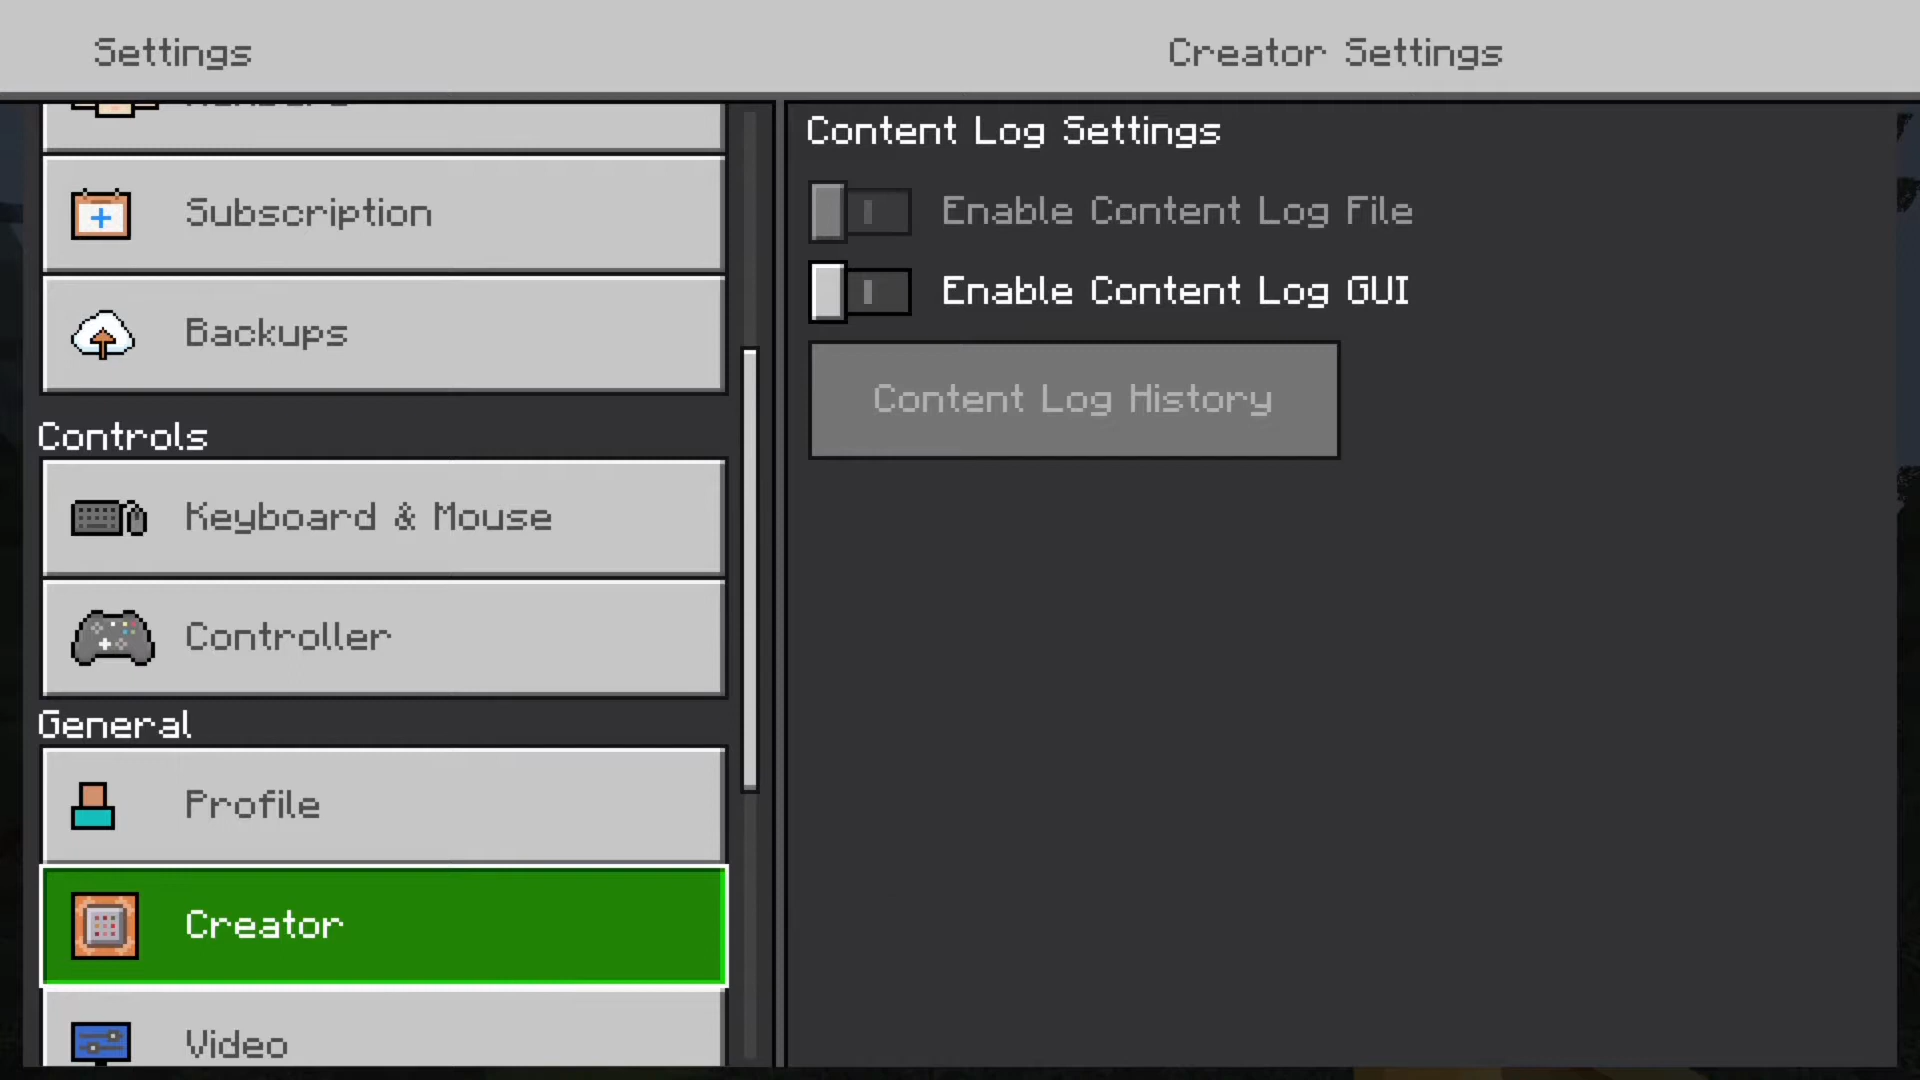 Settings
Creator Settings
Subscription
Backups
Controls
Keyboard & Mouse
Controller
General
Profile
Creator
Video
Content Log Settings
Enable Content Log File
Enable Content Log GUI
Content Log History